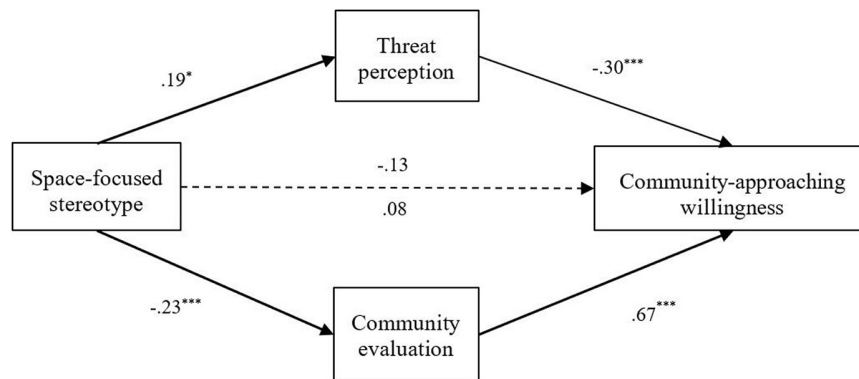 Threat
perception
.19*
-.30***
Space-focused
stereotype
-.13
.08
Community-approaching
willingness
-.23***
.67***
Community
evaluation